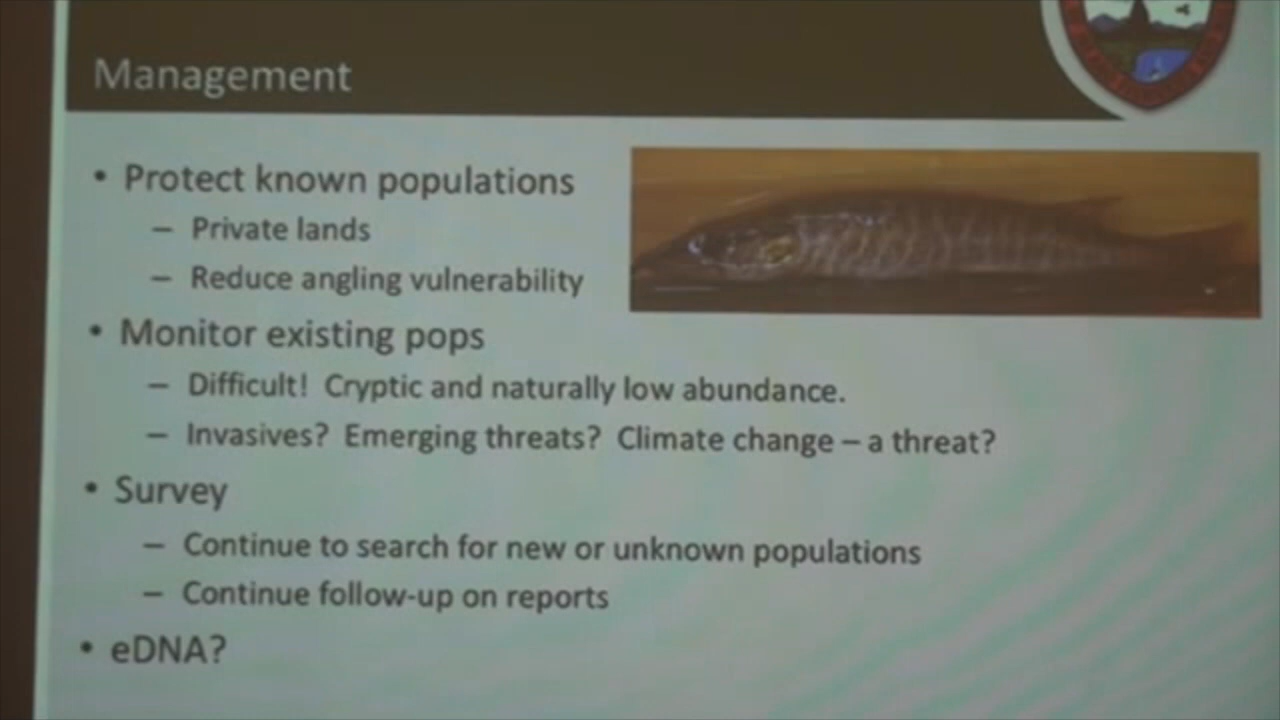 Management
• Protect known populations
– Private lands
– Reduce angling vulnerability
• Monitor existing pops
– Difficult! Cryptic and naturally low abundance.
– Invasives? Emerging threats? Climate change – a threat?
• Survey
– Continue to search for new or unknown populations
– Continue follow-up on reports
• eDNA?